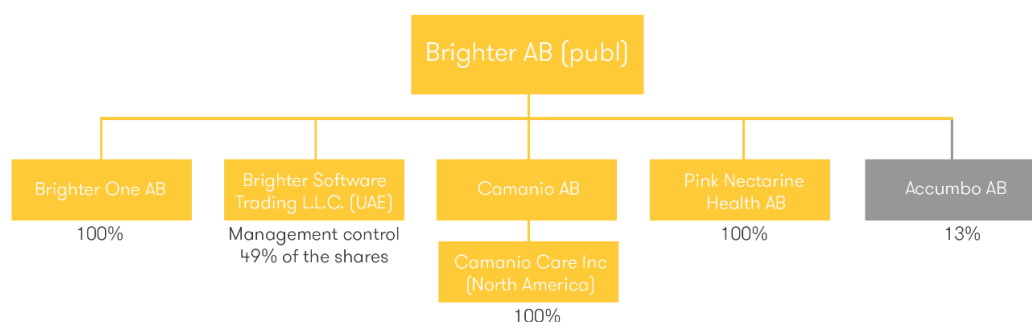 Brighter AB (publ)
Brighter One AB
100%
Brighter Software
Trading L.L.C. (UAE)
Management control
49% of the shares
Camanio AB
Camanio Care Inc
(North America)
100%
Pink Nectarine
Health AB
100%
Accumbo AB
13%